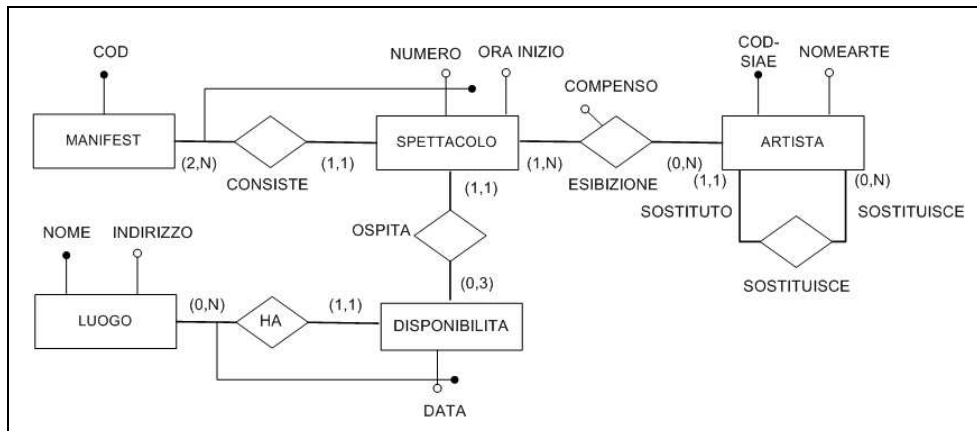 COD
NUMERO
ORA INIZIO
COD-
SIAE
NOMEARTE
COMPENSO
MANIFEST
SPETTACOLO
ARTISTA
(2,N)
(1,1)
(1,N)
(0,N)
CONSISTE
ESIBIZIONE
(1,1)
(1,1)
(0,N)
SOSTITUTO
SOSTITUISCE
NOME
INDIRIZZO
OSPITA
SOSTITUISCE
(0,3)
LUOGO
(0,N)
HA
(1,1)
DISPONIBILITA
DATA